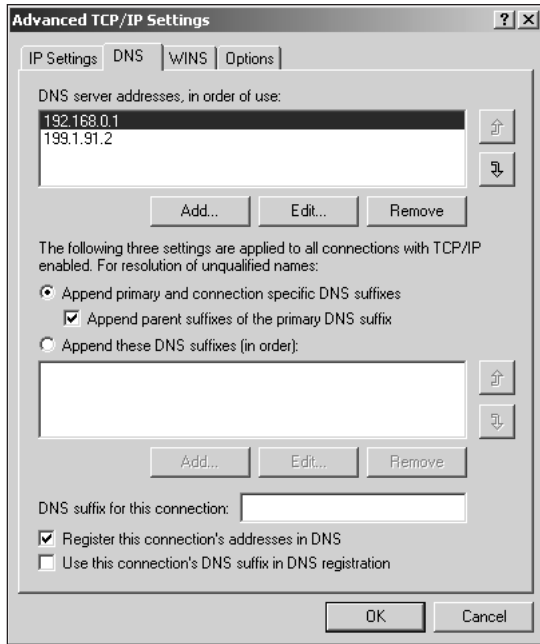 Advanced TCP/IP Settings
IP Settings DNS WINS Options
DNS server addresses, in order of use:
192.168.0.1
199.1.91.2
Add... Edit... Remove
The following three settings are applied to all connections with TCP/IP
enabled. For resolution of unqualified names:
Append primary and connection specific DNS suffixes
Append parent suffixes of the primary DNS suffix
Append these DNS suffixes (in order):
Add... Edit... Remove
DNS suffix for this connection:
Register this connection's addresses in DNS
Use this connection's DNS suffix in DNS registration
OK Cancel